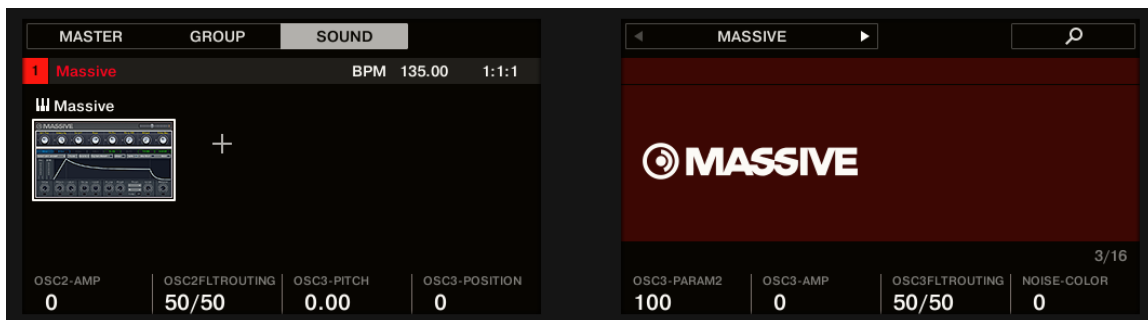 MASTER GROUP SOUND
1 Massive BPM 135.00 1:1:1
Massive
MASSIVE
OSC2-AMP OSC2FLTROUTING OSC3-PITCH OSC3-POSITION
0 50/50 0.00 0
MASSIVE
MASSIVE
3/16
OSC3-PARAM2 OSC3-AMP OSC3FLTROUTING NOISE-COLOR
100 0 50/50 0